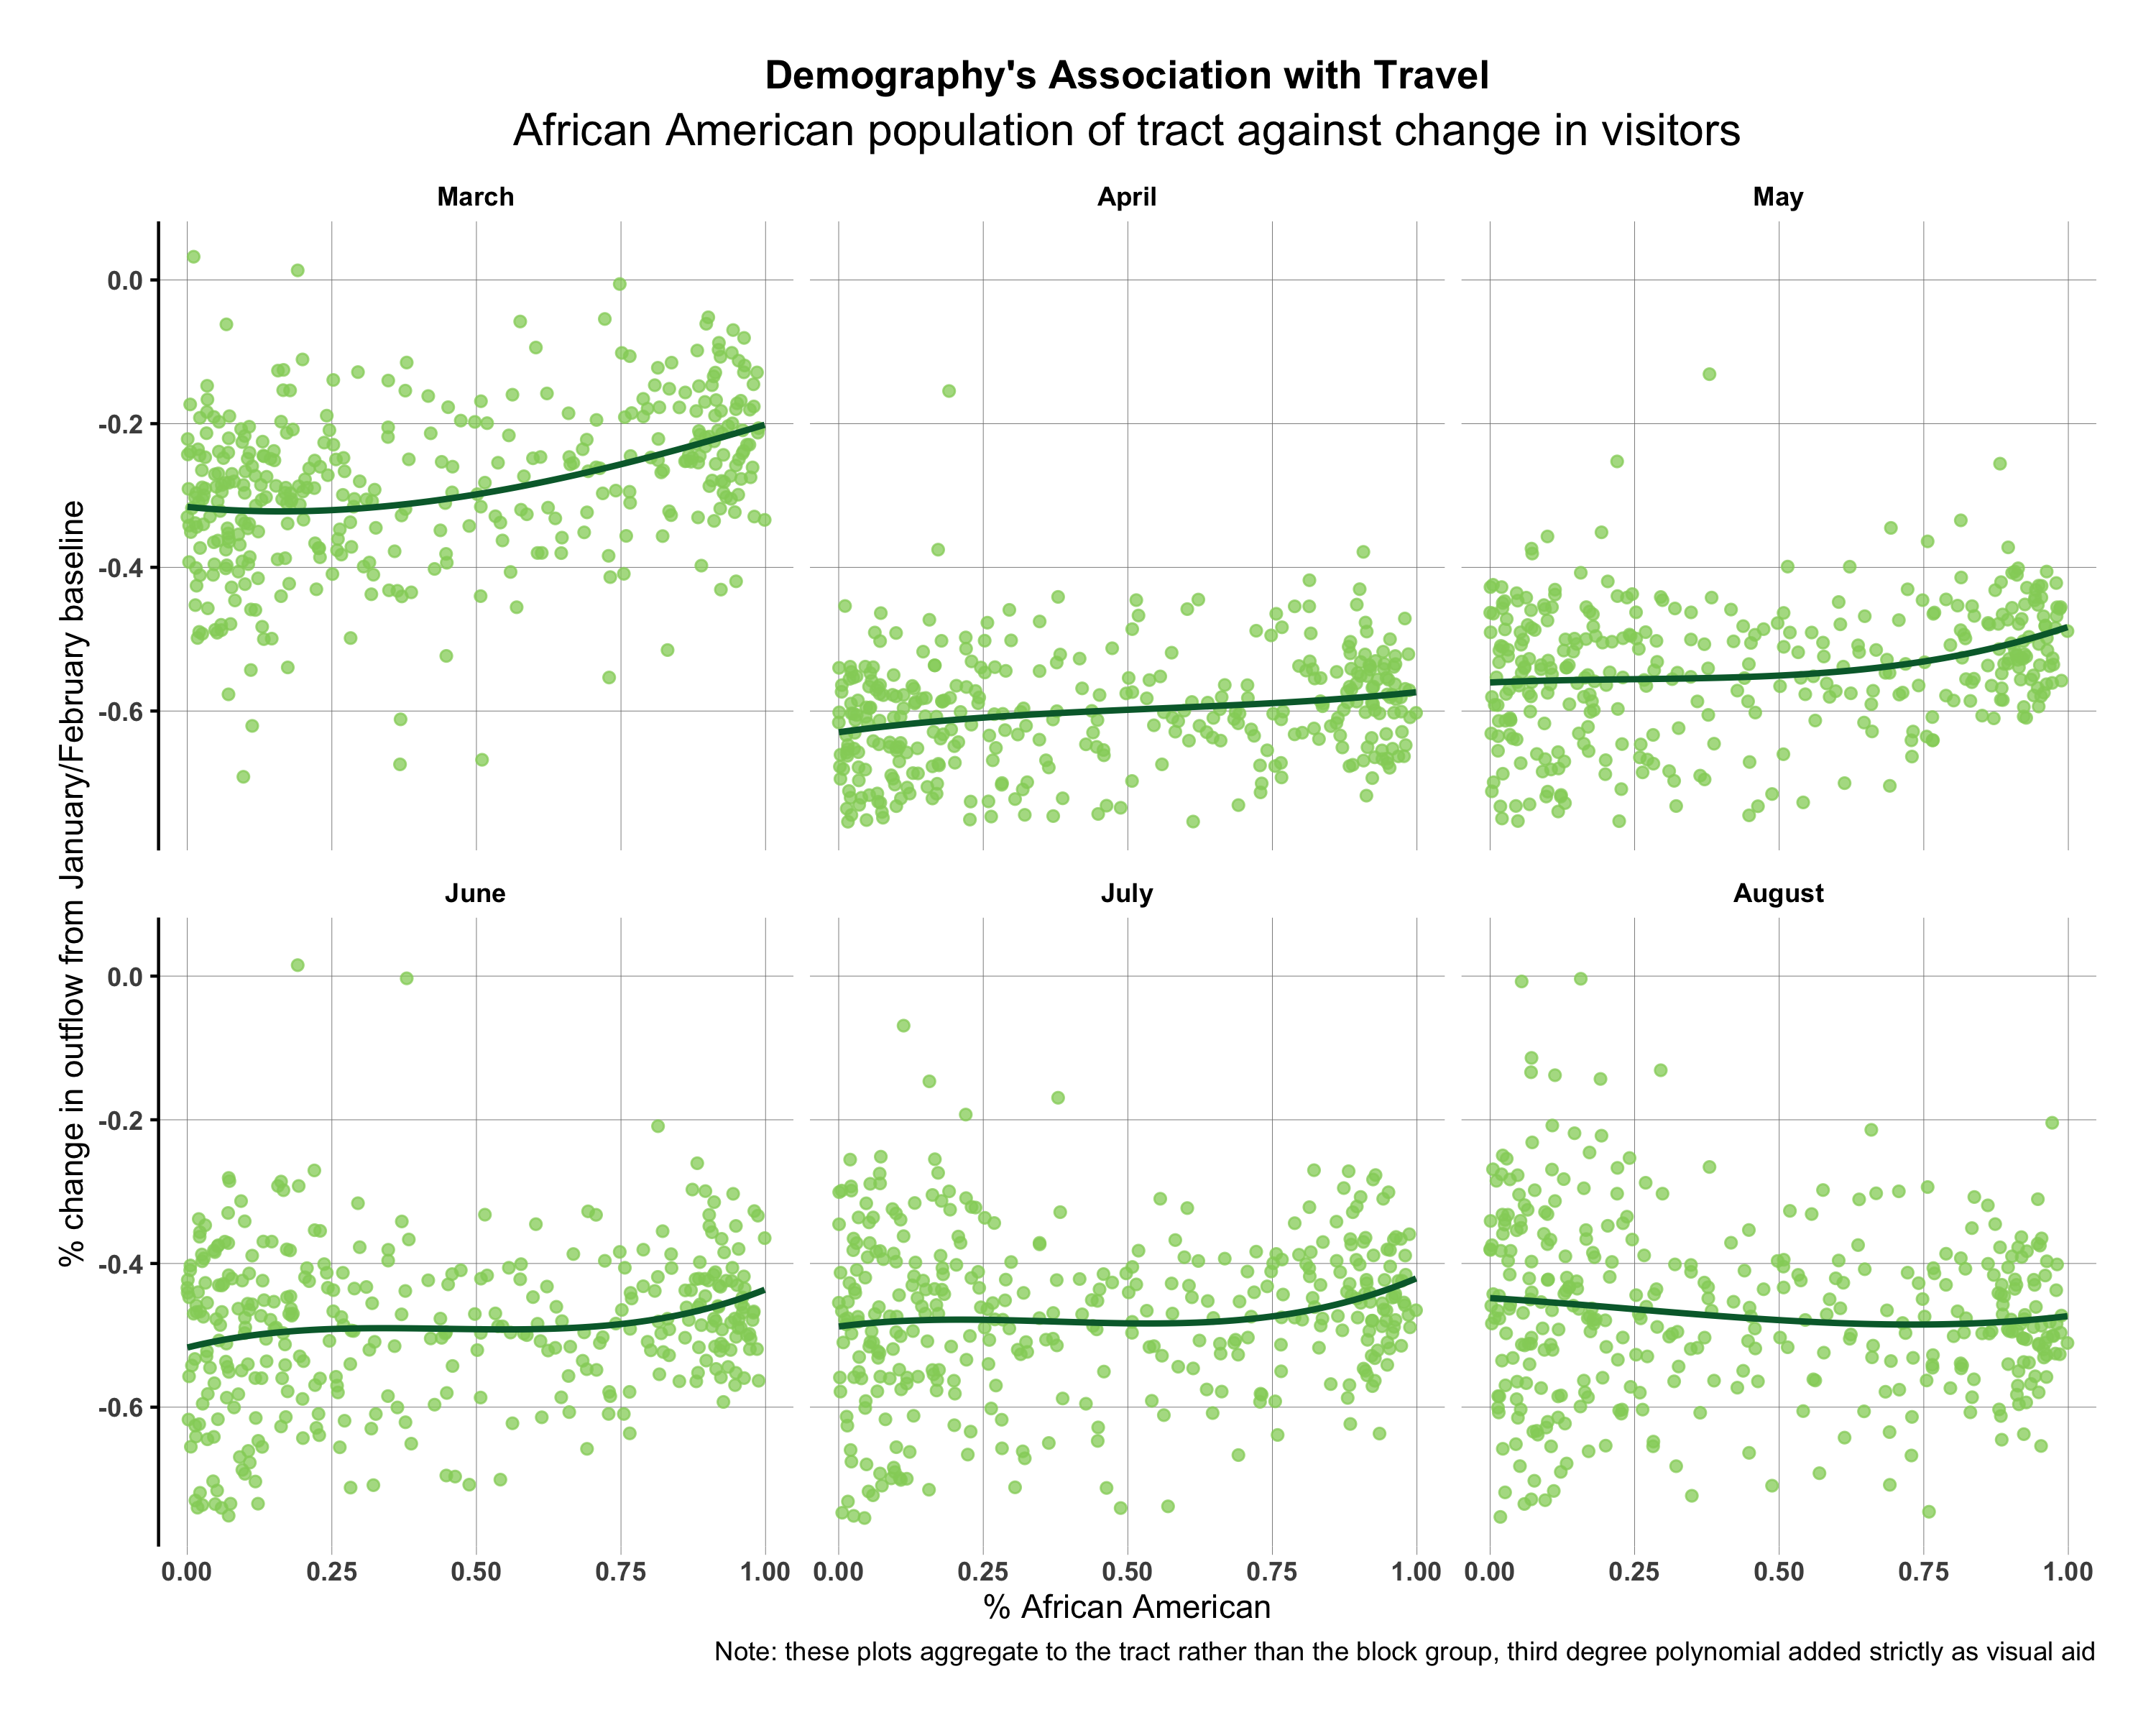 Demography's Association with Travel
African American population of tract against change in visitors
March
April
May
% change in outflow from January/February baseline
0.0
-0.2
-0.4
-0.6
June
July
August
0.0
-0.2
-0.4
-0.6
0.00 0.25 0.50 0.75 1.00 0.00 0.25 0.50 0.75 1.00 0.00 0.25 0.50 0.75 1.00
% African American
Note: these plots aggregate to the tract rather than the block group, third degree polynomial added strictly as visual aid